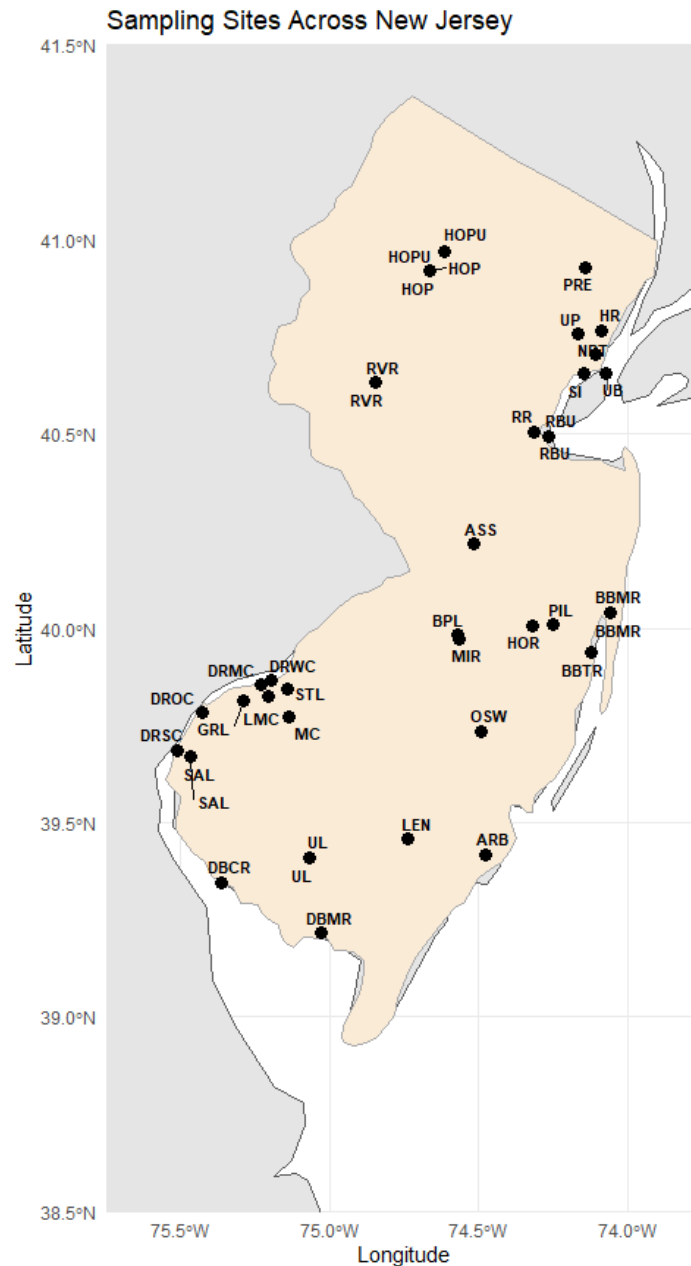 Sampling Sites Across New Jersey
41.5°N
41.0°N
40.5°N
40.0°N
39.5°N
39.0°N
38.5°N
Latitude
HOPU
HOPU
HOP
HOP
PRE
UP
HR
NBT
SI
UB
RVR
RVR
RR
RBU
RBU
ASS
BBMR
PIL
BPL
BBMR
HOR
MIR
BBTR
DRWC
DRMC
STL
DROC
LMC
GRL
MC
OSW
DRSC
SAL
SAL
LEN
ARB
UL
UL
DBCR
DBMR
75.5°W
75.0°W
74.5°W
74.0°W
Longitude